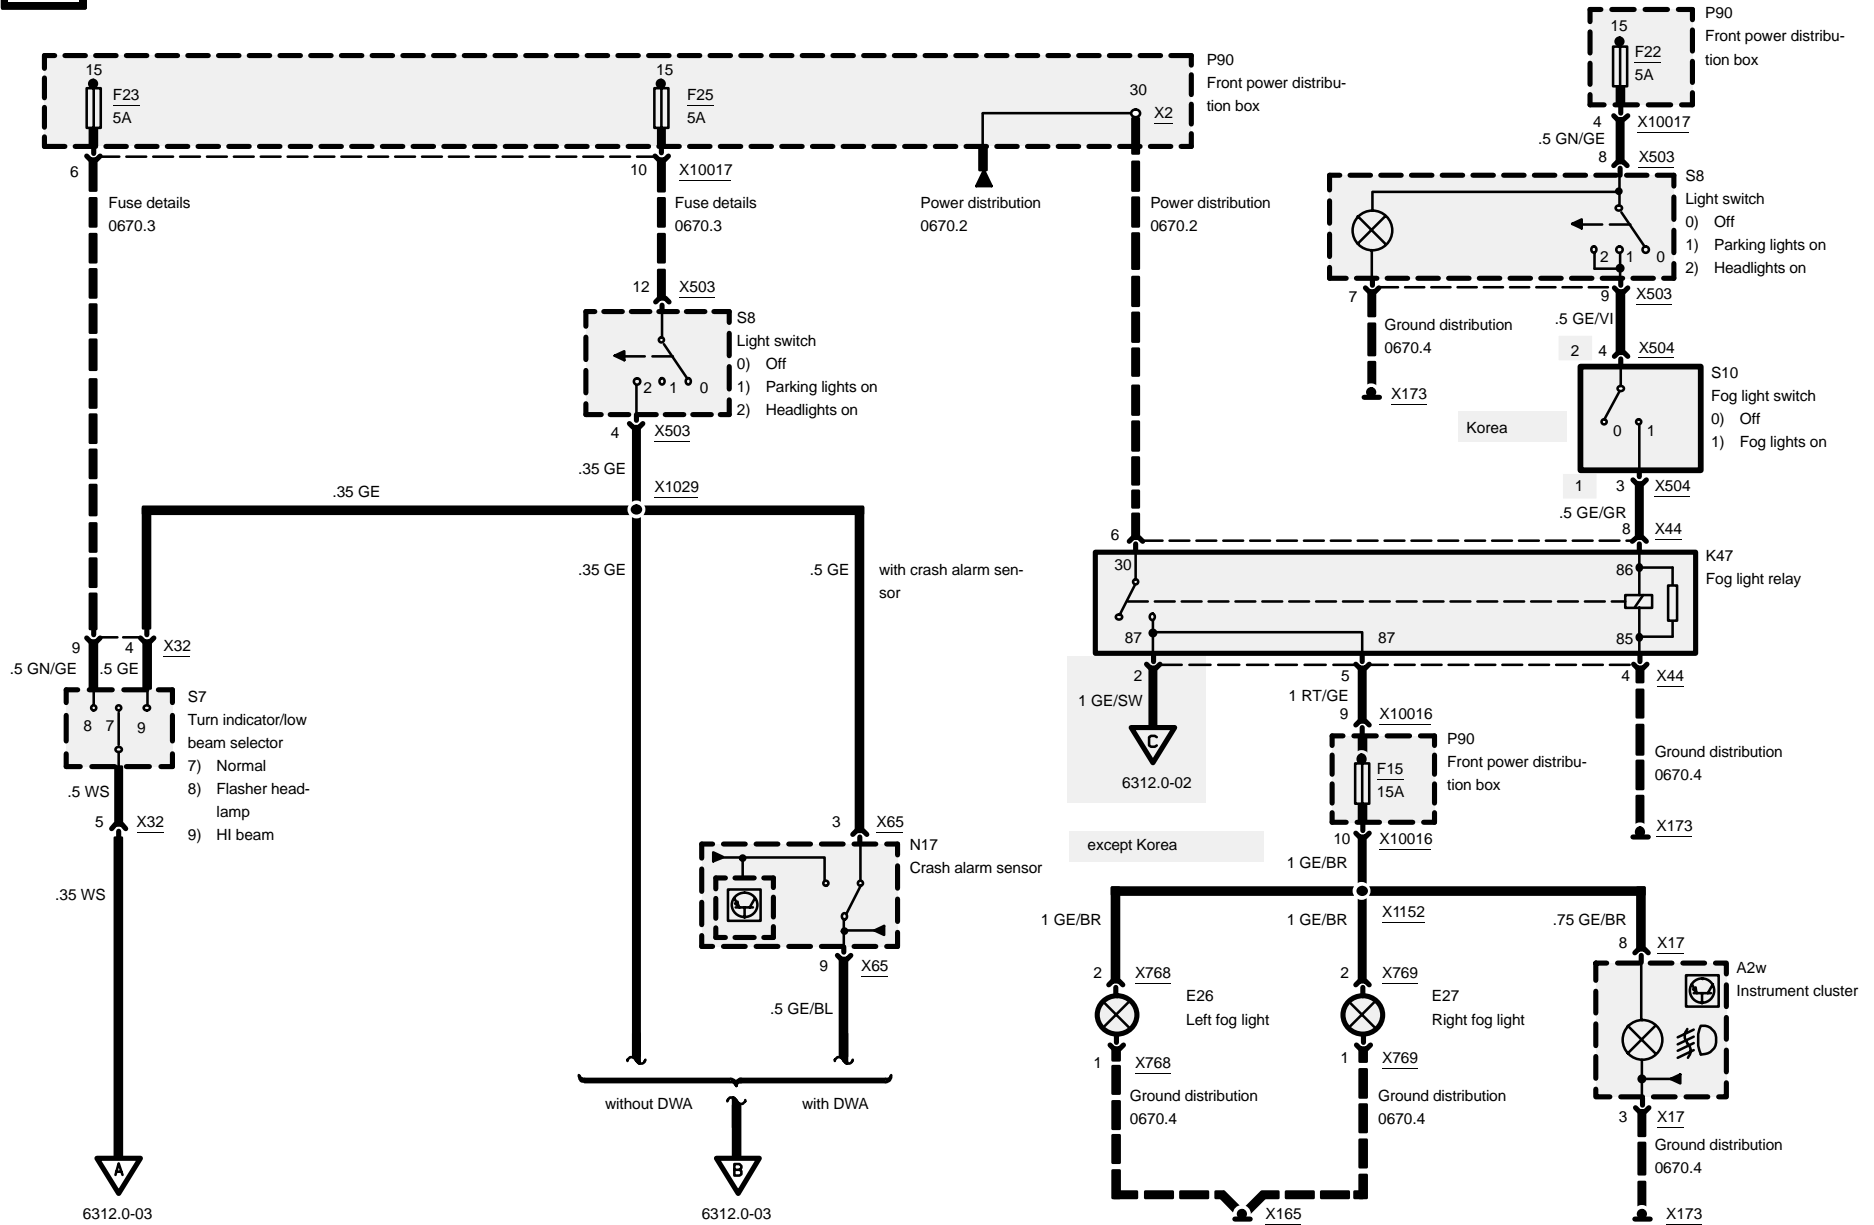 15
F23
5A
15
F25
5A
30
X2
P90
Front power distribu-
tion box
6
10
X10017
Fuse details
0670.3
Fuse details
0670.3
Power distribution
0670.2
Power distribution
0670.2
12
X503
S8
Light switch
0) Off
1) Parking lights on
2) Headlights on
2 1 0
4
X503
.35 GE
X1029
.35 GE
.35 GE
.5 GE
with crash alarm sen-
sor
9
4
X32
.5 GN/GE
.5 GE
8 7 9
S7
Turn indicator/low
beam selector
7) Normal
8) Flasher head-
lamp
9) HI beam
.5 WS
5
X32
.35 WS
A
6312.0-03
3
X65
N17
Crash alarm sensor
9
X65
.5 GE/BL
without DWA
with DWA
B
6312.0-03
P90
Front power distribu-
tion box
15
F22
5A
4
X10017
.5 GN/GE
8
X503
S8
Light switch
0) Off
1) Parking lights on
2) Headlights on
2 1 0
7
9
X503
Ground distribution
0670.4
X173
.5 GE/VI
2
4
X504
S10
Fog light switch
0) Off
1) Fog lights on
0 1
Korea
1
3
X504
.5 GE/GR
6
8
X44
K47
Fog light relay
30
86
87
87
85
2
5
4
X44
1 GE/SW
C
6312.0-02
1 RT/GE
9
X10016
P90
Front power distribu-
tion box
F15
15A
10
X10016
except Korea
1 GE/BR
Ground distribution
0670.4
X173
X1152
1 GE/BR
1 GE/BR
.75 GE/BR
2
X768
E26
Left fog light
1
X768
Ground distribution
0670.4
2
X769
E27
Right fog light
1
X769
Ground distribution
0670.4
X165
8
X17
A2w
Instrument cluster
3
X17
Ground distribution
0670.4
X173